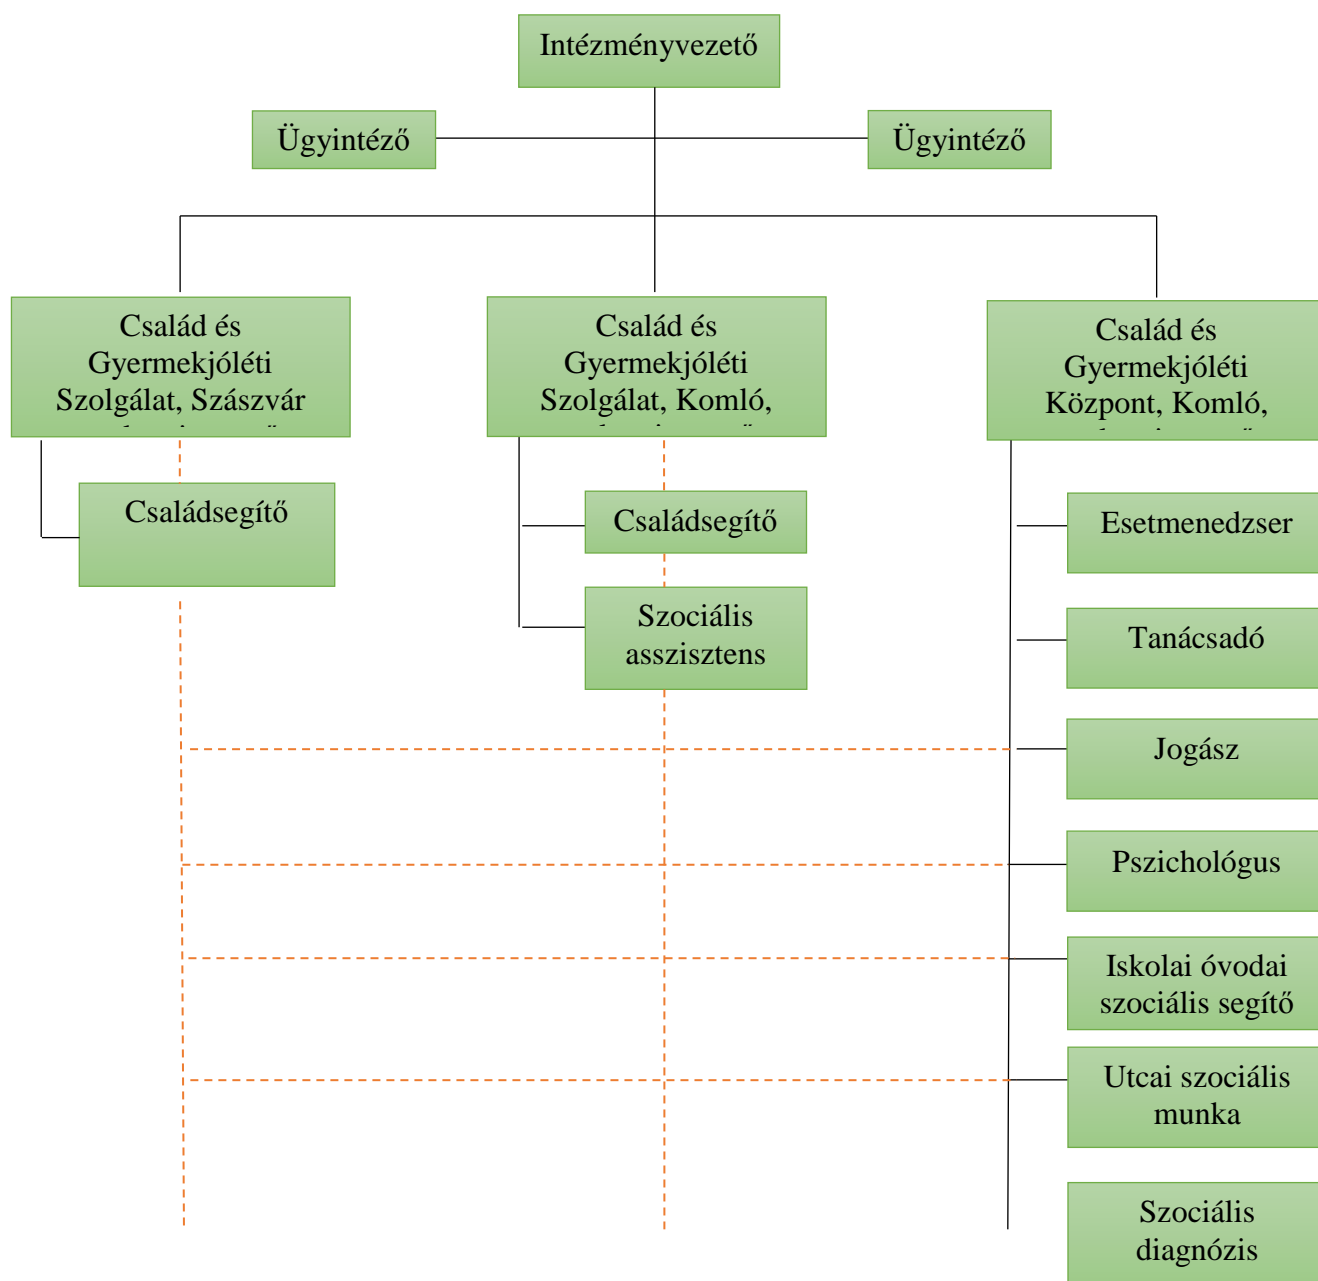 Intézményvezető
Ügyintéző
Ügyintéző
Család és
Gyermekjóléti
Szolgálat, Szászvár
Család és
Gyermekjóléti
Szolgálat, Komló,
Család és
Gyermekjóléti
Központ, Komló,
Családsegítő
Családsegítő
Szociális
asszisztens
Esetmenedzser
Tanácsadó
Jogász
Pszichológus
Iskolai óvodai
szociális segítő
Utcai szociális
munka
Szociális
diagnózis